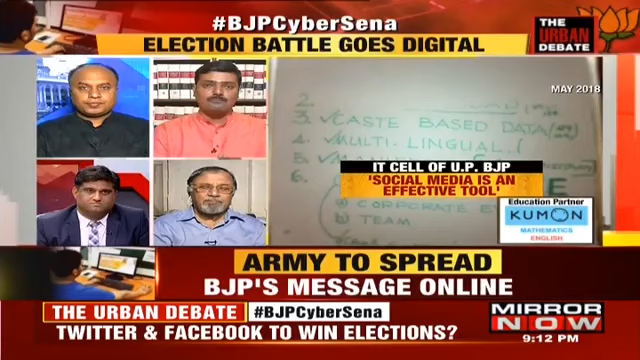 #BJPCyberSena
ELECTION BATTLE GOES DIGITAL
THE
URBAN
DEBATE
MAY 2018
2.
3. CASTE BASED DATA
4. MULTI. LINGUAL.
5.
6.
IT CELL OF U.P. BJP
'SOCIAL MEDIA IS AN
EFFECTIVE TOOL'
a) CORPORATE
b) TEAM
Education Partner
KUMON
MATHEMATICS
ENGLISH
ARMY TO SPREAD
BJP'S MESSAGE ONLINE
THE URBAN DEBATE #BJPCyberSena
TWITTER & FACEBOOK TO WIN ELECTIONS?
MIRROR
NOW
9:12 PM